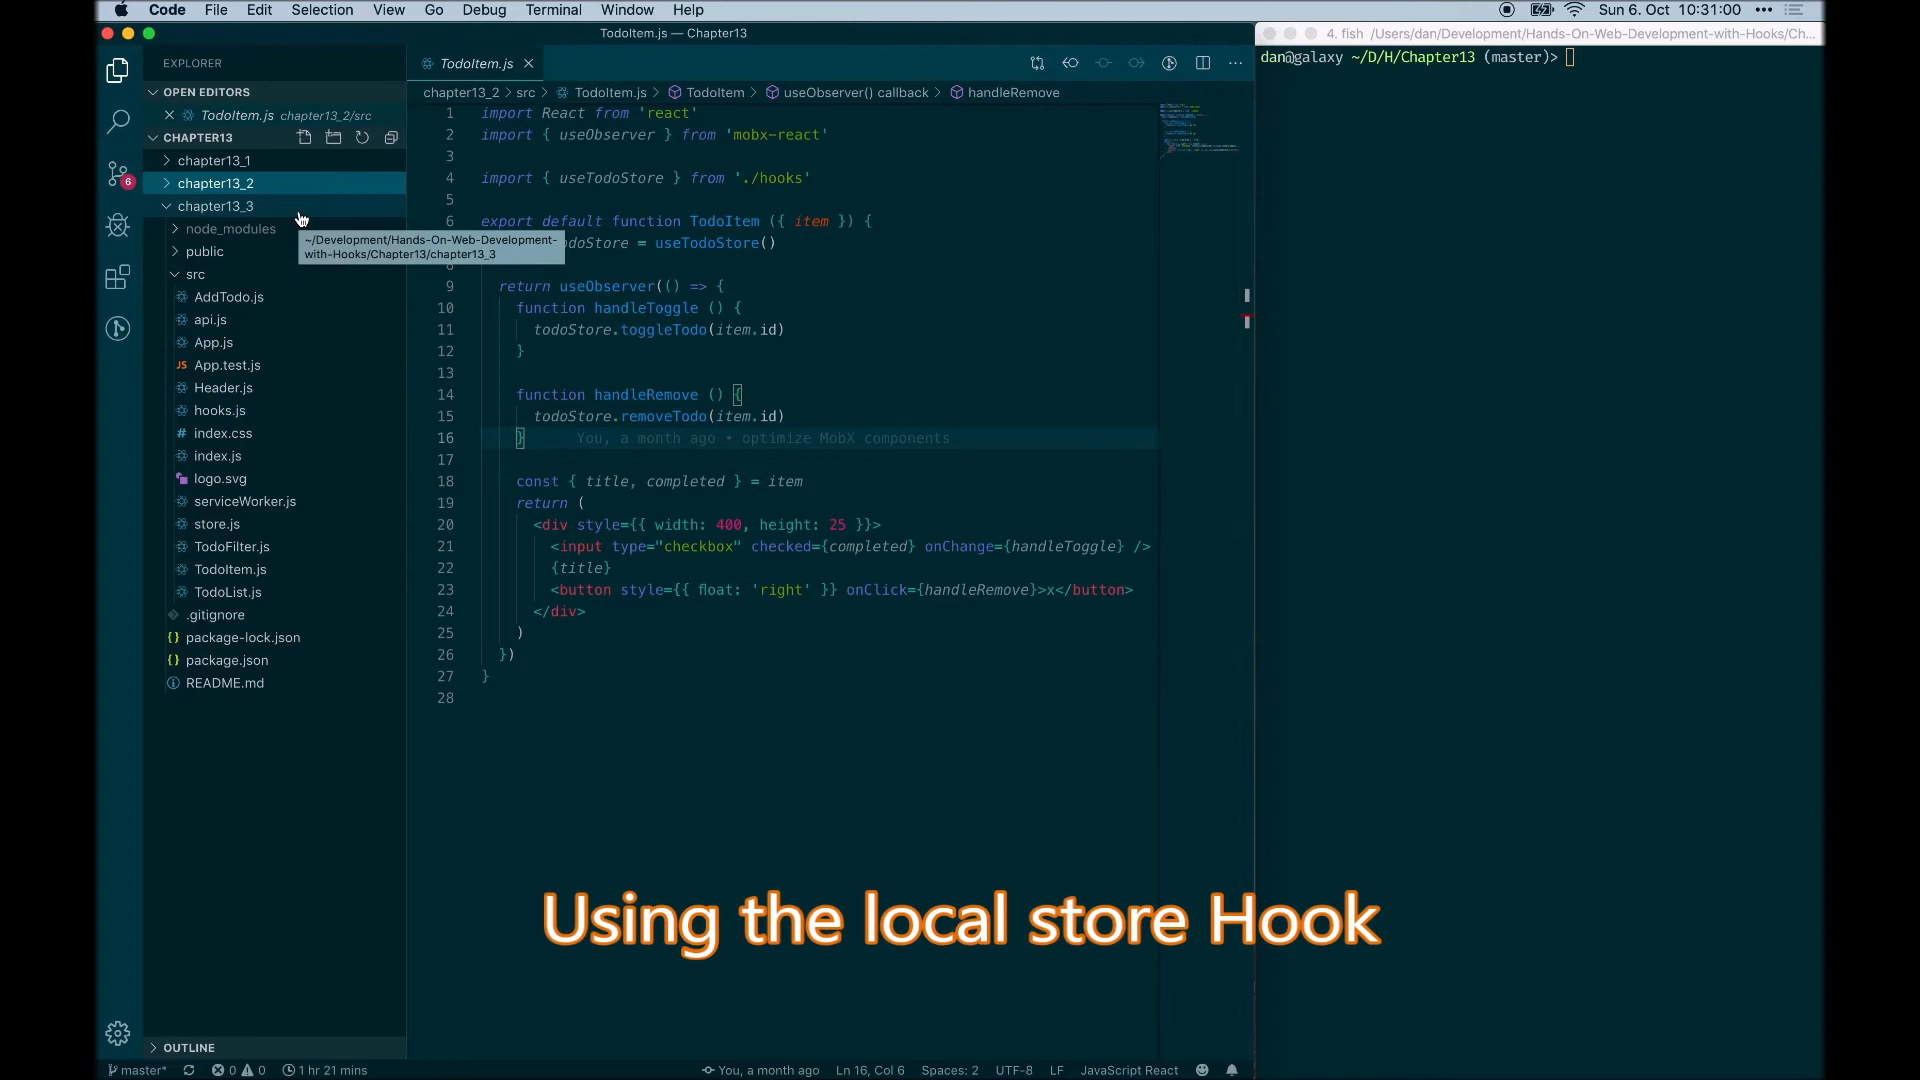 Code File Edit Selection View Go Debug Terminal Window Help
Sun 6. Oct 10:31:00
TodoItem.js — Chapter13
4. fish /Users/dan/Development/Hands-On-Web-Development-with-Hooks/Ch...
EXPLORER
OPEN EDITORS
TodoItem.js chapter13_2/src
CHAPTER13
chapter13_1
chapter13_2
chapter13_3
node_modules
public
src
AddTodo.js
api.js
App.js
JS App.test.js
Header.js
hooks.js
# index.css
index.js
logo.svg
serviceWorker.js
store.js
TodoFilter.js
TodoItem.js
TodoList.js
.gitignore
{} package-lock.json
{} package.json
README.md
OUTLINE
6
~/Development/Hands-On-Web-Development-
with-Hooks/Chapter13/chapter13_3
TodoItem.js
chapter13_2 > src > TodoItem.js > TodoItem > useObserver() callback > handleRemove
1 import React from 'react'
2 import { useObserver } from 'mobx-react'
3
4 import { useTodoStore } from './hooks'
5
6 export default function TodoItem ({ item }) {
odoStore = useTodoStore()
9 return useObserver(() => {
10 function handleToggle () {
11 todoStore.toggleTodo(item.id)
12 }
13
14 function handleRemove () {
15 todoStore.removeTodo(item.id)
16 } You, a month ago • optimize MobX components
17
18 const { title, completed } = item
19 return (
20 <div style={{ width: 400, height: 25 }}>
21 <input type="checkbox" checked={completed} onChange={handleToggle} />
22 {title}
23 <button style={{ float: 'right' }} onClick={handleRemove}>x</button>
24 </div>
25 )
26 })
27 }
28
dan@galaxy ~/D/H/Chapter13 (master)>
Using the local store Hook
master* 0 0 1 hr 21 mins You, a month ago Ln 16, Col 6 Spaces: 2 UTF-8 LF JavaScript React